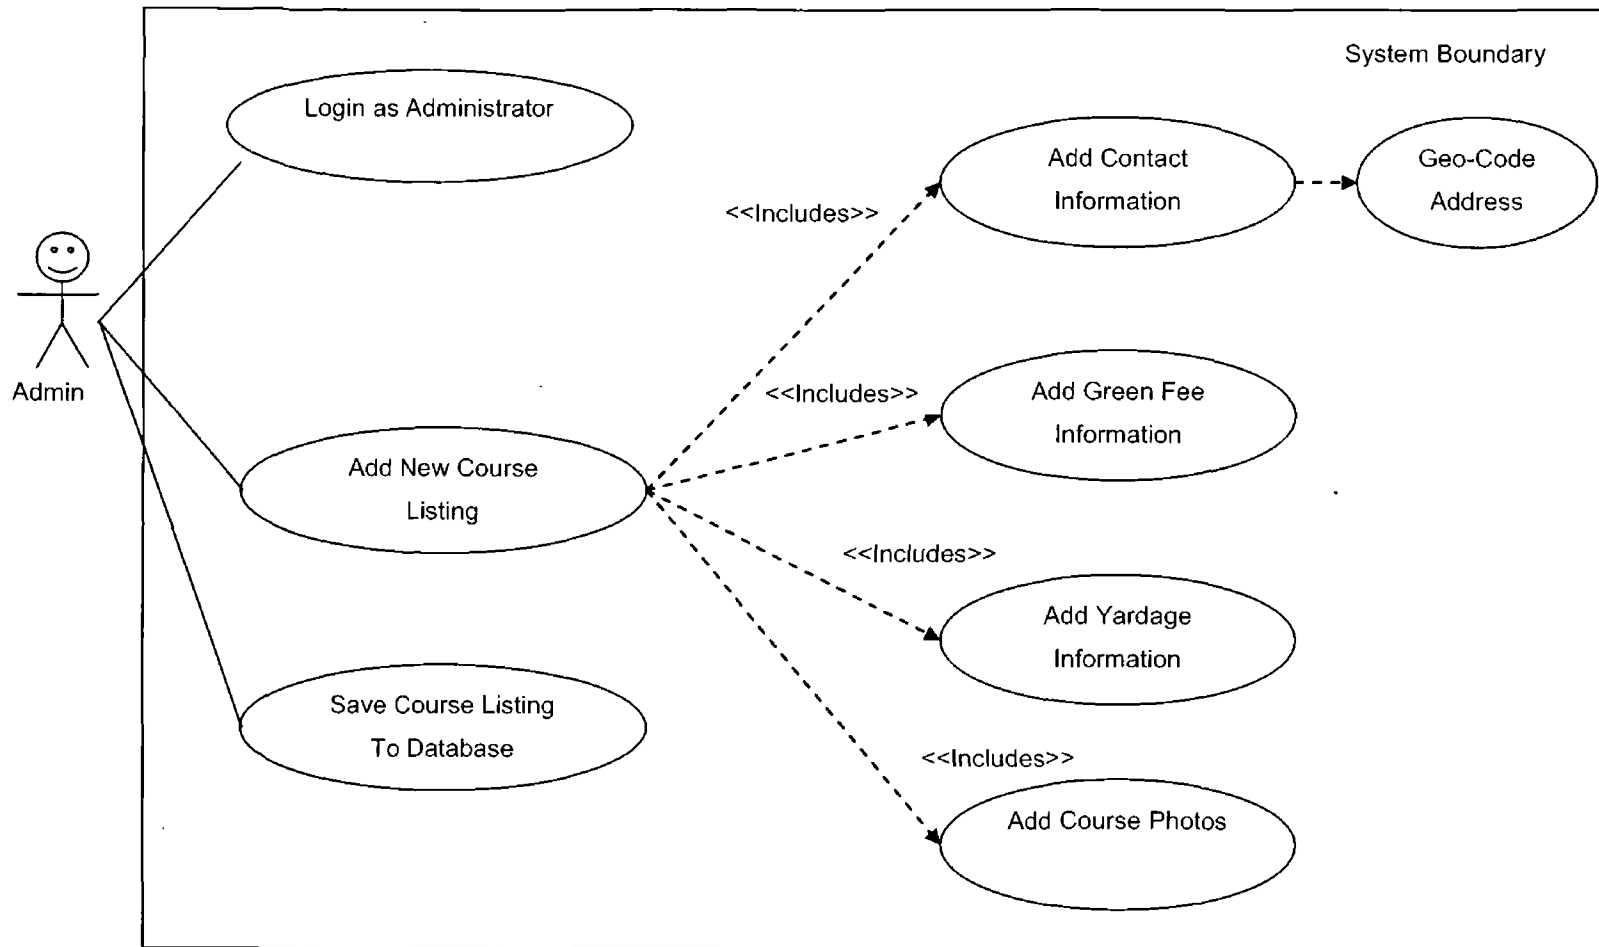 System Boundary
Login as Administrator
Add Contact
Information
Geo-Code
Address
<<Includes>>
Admin
<<Includes>>
Add Green Fee
Information
Add New Course
Listing
<<Includes>>
Add Yardage
Information
Save Course Listing
To Database
<<Includes>>
Add Course Photos